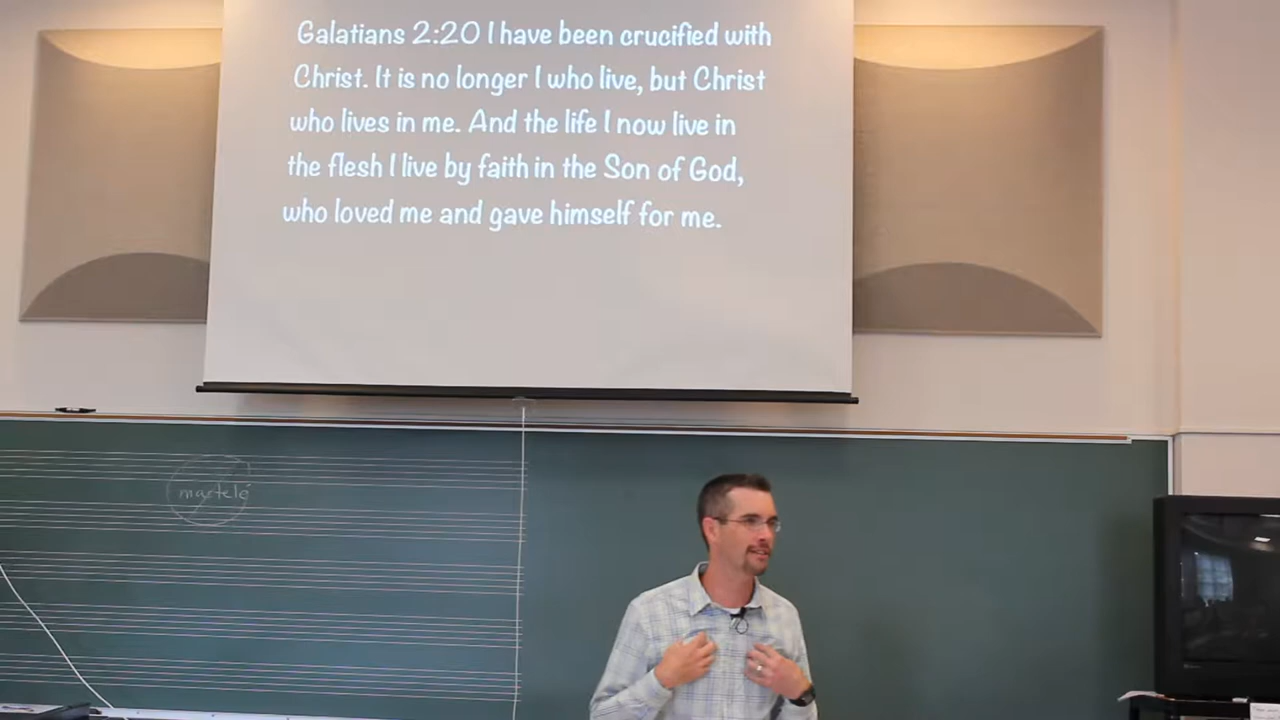 Galatians 2:20 I have been crucified with
Christ. It is no longer I who live, but Christ
who lives in me. And the life I now live in
the flesh I live by faith in the Son of God,
who loved me and gave himself for me.
martelé